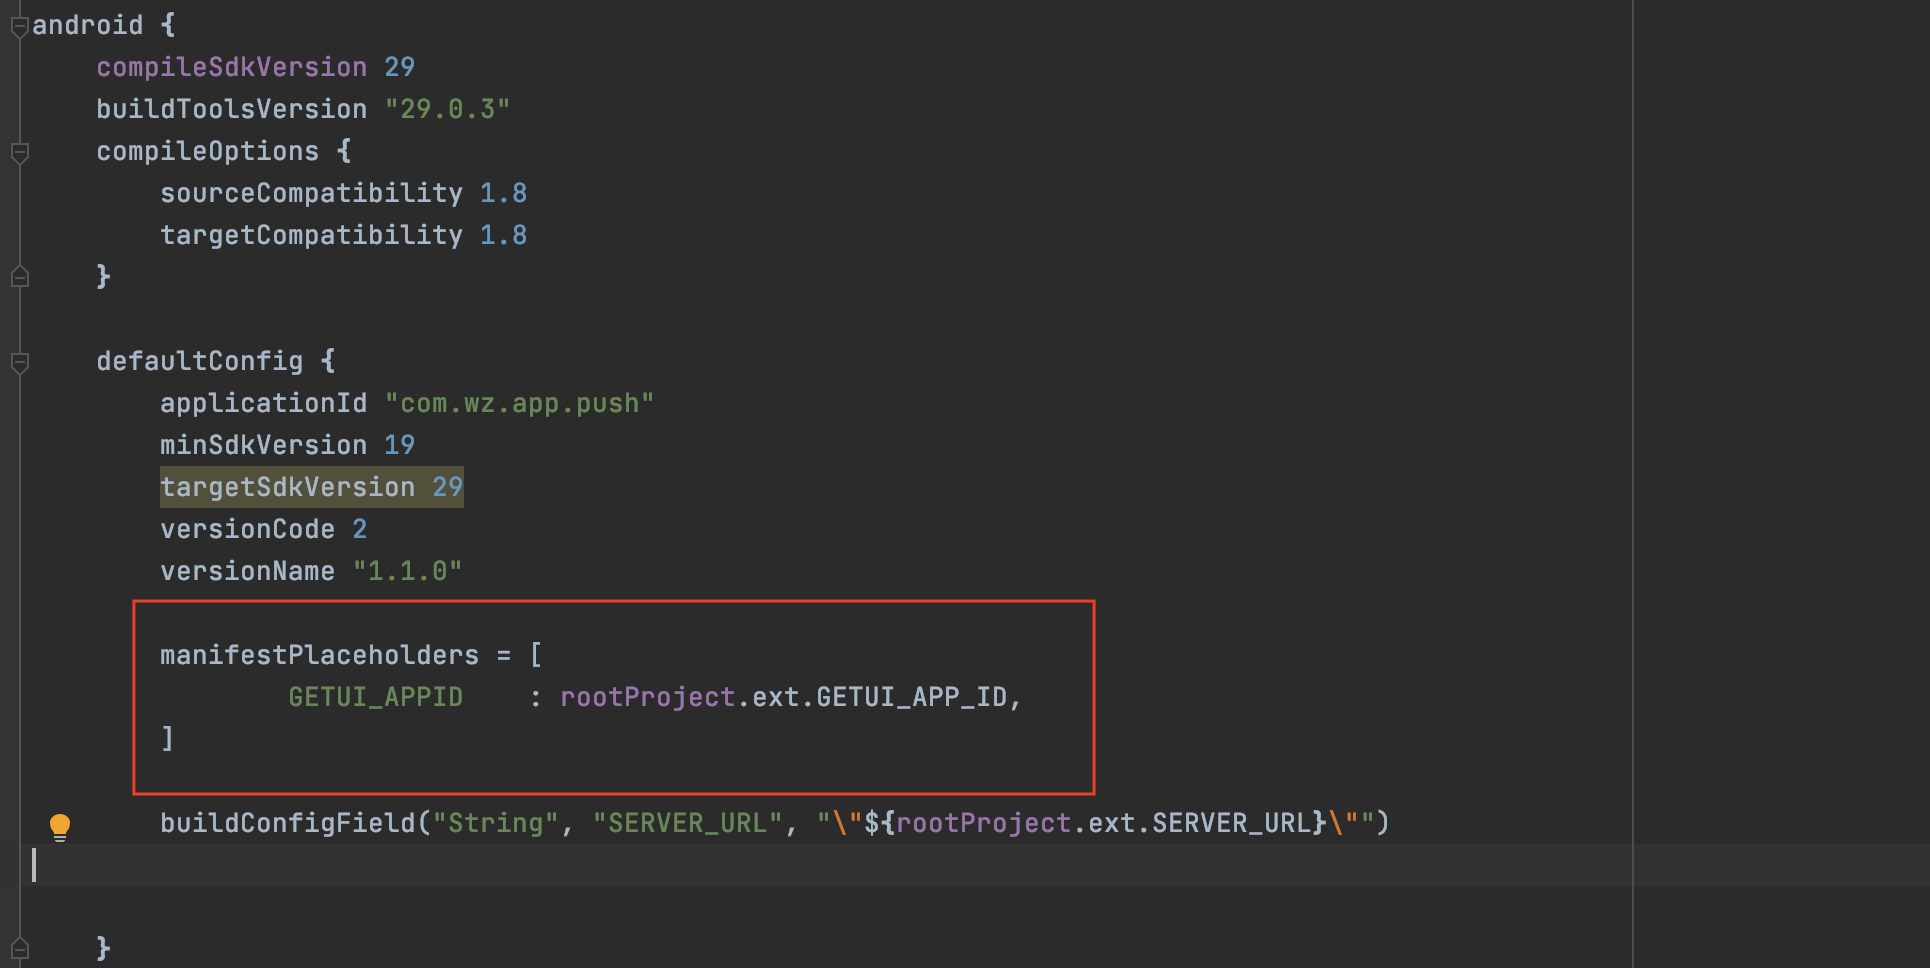 android {
    compileSdkVersion 29
    buildToolsVersion "29.0.3"
    compileOptions {
        sourceCompatibility 1.8
        targetCompatibility 1.8
    }
    defaultConfig {
        applicationId "com.wz.app.push"
        minSdkVersion 19
        targetSdkVersion 29
        versionCode 2
        versionName "1.1.0"
        manifestPlaceholders = [
                GETUI_APPID    : rootProject.ext.GETUI_APP_ID,
        ]
        buildConfigField("String", "SERVER_URL", "\"${rootProject.ext.SERVER_URL}\"")
    }